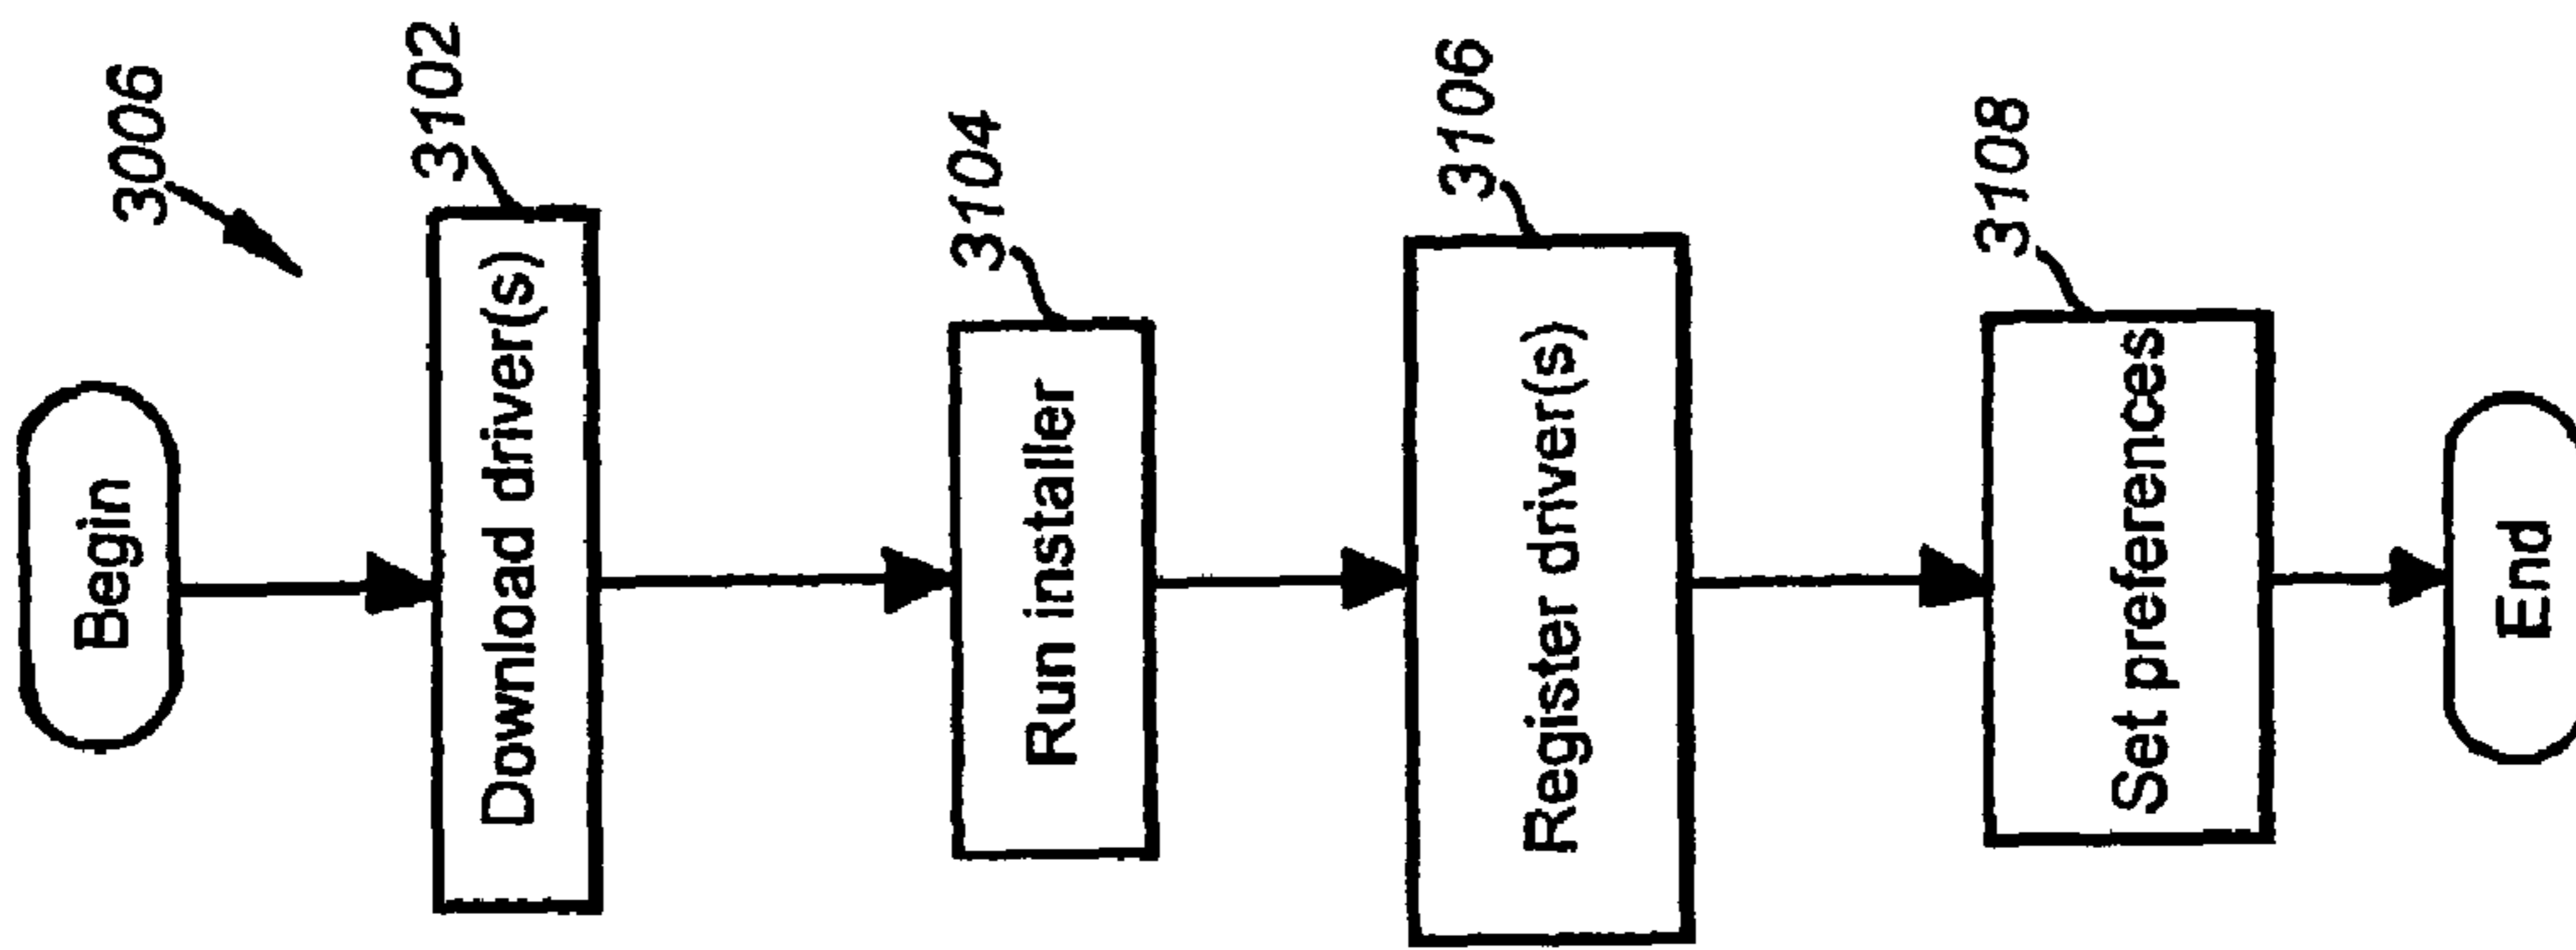 3006
Begin
3102
Download driver(s)
3104
Run installer
3106
Register driver(s)
3108
Set preferences
End